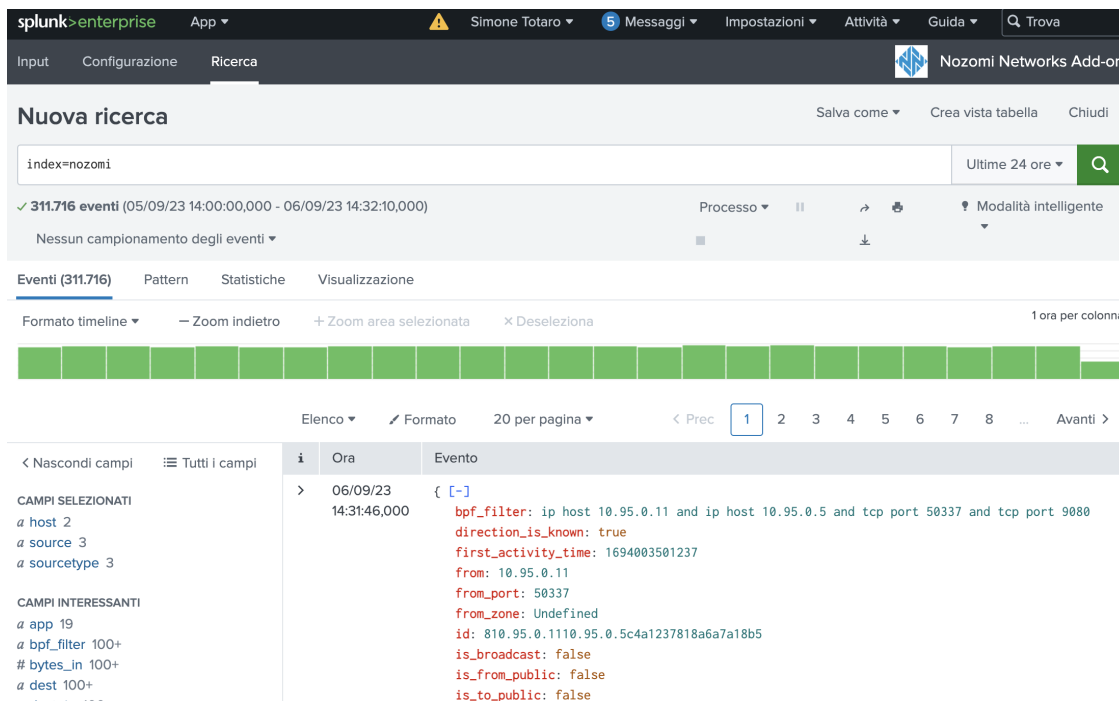 splunk>enterprise App Simone Totaro 5 Messaggi Impostazioni Attività Guida Trova
Input Configurazione Ricerca Nozomi Networks
Nuova ricerca Salva come Crea vista tabella Chiudi
index=nozomi Ultime 24 ore
311.716 eventi (05/09/23 14:00:00,000 - 06/09/23 14:32:10,000) Processo Modalità intelligente
Nessun campionamento degli eventi
Eventi (311.716) Pattern Statistiche Visualizzazione
Formato timeline — Zoom indietro + Zoom area selezionata × Deseleziona 1 ora per
Elenco Formato 20 per pagina < Prec 1 2 3 4 5 6 7 8 ... Avanti >
< Nascondi campi Tutti i campi i Ora Evento
CAMPI SELEZIONATI
a host 2
a source 3
a sourcetype 3
CAMPI INTERESSANTI
a app 19
a bpf_filter 100+
# bytes_in 100+
a dest 100+
> 06/09/23
14:31:46,000
{ [-]
bpf_filter: ip host 10.95.0.11 and ip host 10.95.0.5 and tcp port 50337 and tcp port 9080
direction_is_known: true
first_activity_time: 1694003501237
from: 10.95.0.11
from_port: 50337
from_zone: Undefined
id: 810.95.0.1110.95.0.5c4a1237818a6a7a18b5
is_broadcast: false
is_from_public: false
is_to_public: false